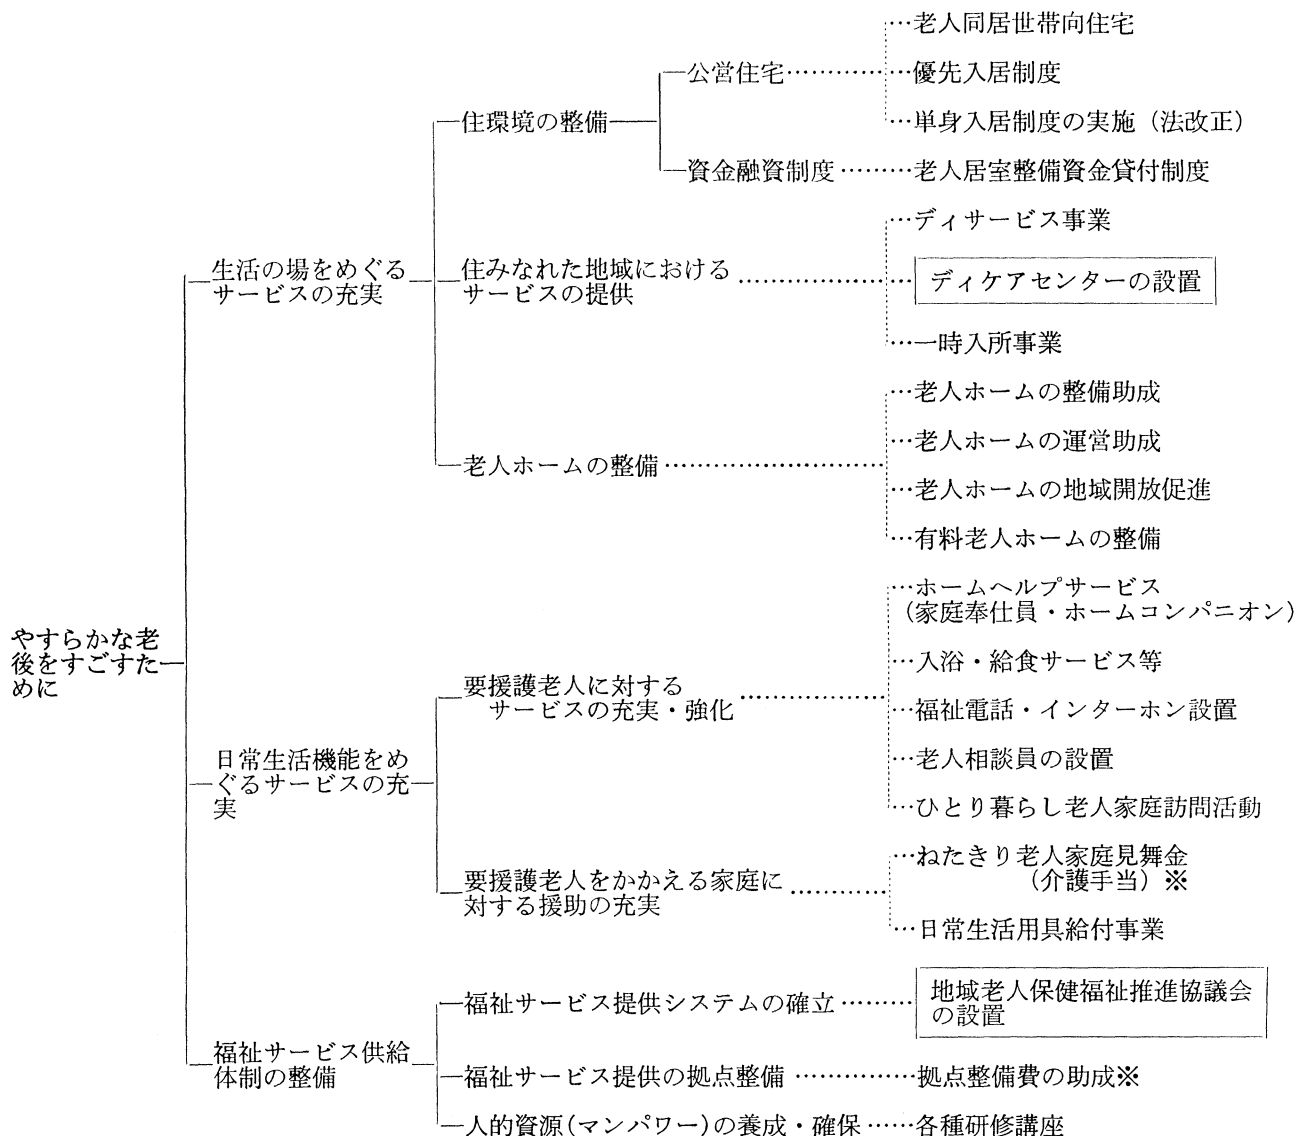 やすらかな老
後をすごすた
めに
生活の場をめぐる
サービスの充実
住環境の整備
公営住宅
老人同居世帯向住宅
優先入居制度
単身入居制度の実施(法改正)
資金融資制度
老人居室整備資金貸付制度
住みなれた地域における
サービスの提供
ディサービス事業
ディケアセンターの設置
一時入所事業
老人ホームの整備
老人ホームの整備助成
老人ホームの運営助成
老人ホームの地域開放促進
有料老人ホームの整備
日常生活機能をめ
ぐるサービスの充
実
要援護老人に対する
サービスの充実・強化
ホームヘルプサービス
(家庭奉仕員・ホームコンパニオン)
入浴・給食サービス等
福祉電話・インターホン設置
老人相談員の設置
ひとり暮らし老人家庭訪問活動
要援護老人をかかえる家庭に
対する援助の充実
ねたきり老人家庭見舞金
(介護手当)※
日常生活用具給付事業
福祉サービス供給
体制の整備
福祉サービス提供システムの確立
地域老人保健福祉推進協議会
の設置
福祉サービス提供の拠点整備
拠点整備費の助成※
人的資源(マンパワー)の養成・確保
各種研修講座